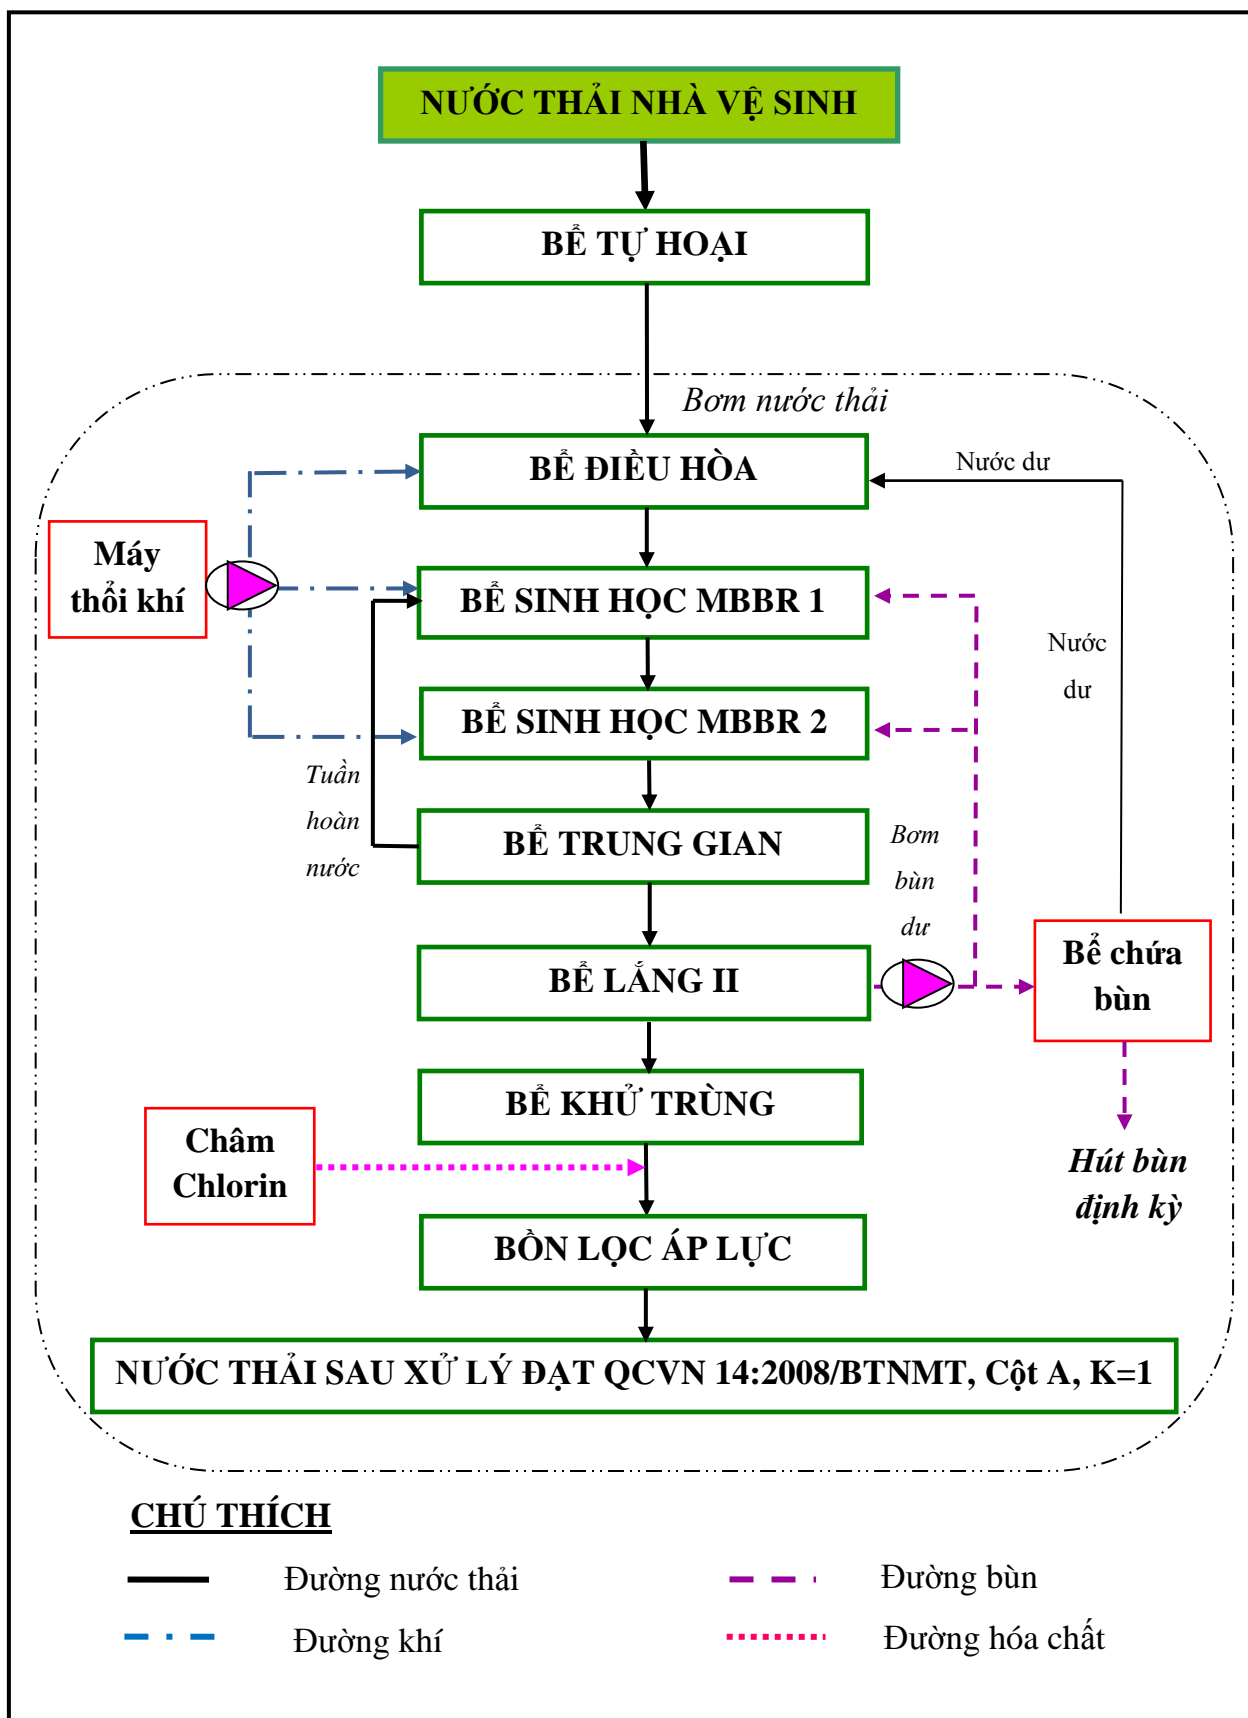 NƯỚC THẢI NHÀ VỆ SINH
BỂ TỰ HOẠI
Bơm nước thải
BỂ ĐIỀU HÒA
Nước dư
Máy
thổi khí
BỂ SINH HỌC MBBR 1
Nước
dư
BỂ SINH HỌC MBBR 2
Tuần
hoàn
nước
BỂ TRUNG GIAN
Bơm
bùn
dư
BỂ LẮNG II
Bể chứa
bùn
BỂ KHỬ TRÙNG
Châm
Chlorin
Hút bùn
định kỳ
BỒN LỌC ÁP LỰC
NƯỚC THẢI SAU XỬ LÝ ĐẠT QCVN 14:2008/BTNMT, Cột A, K=1
CHÚ THÍCH
Đường nước thải
Đường bùn
Đường khí
Đường hóa chất